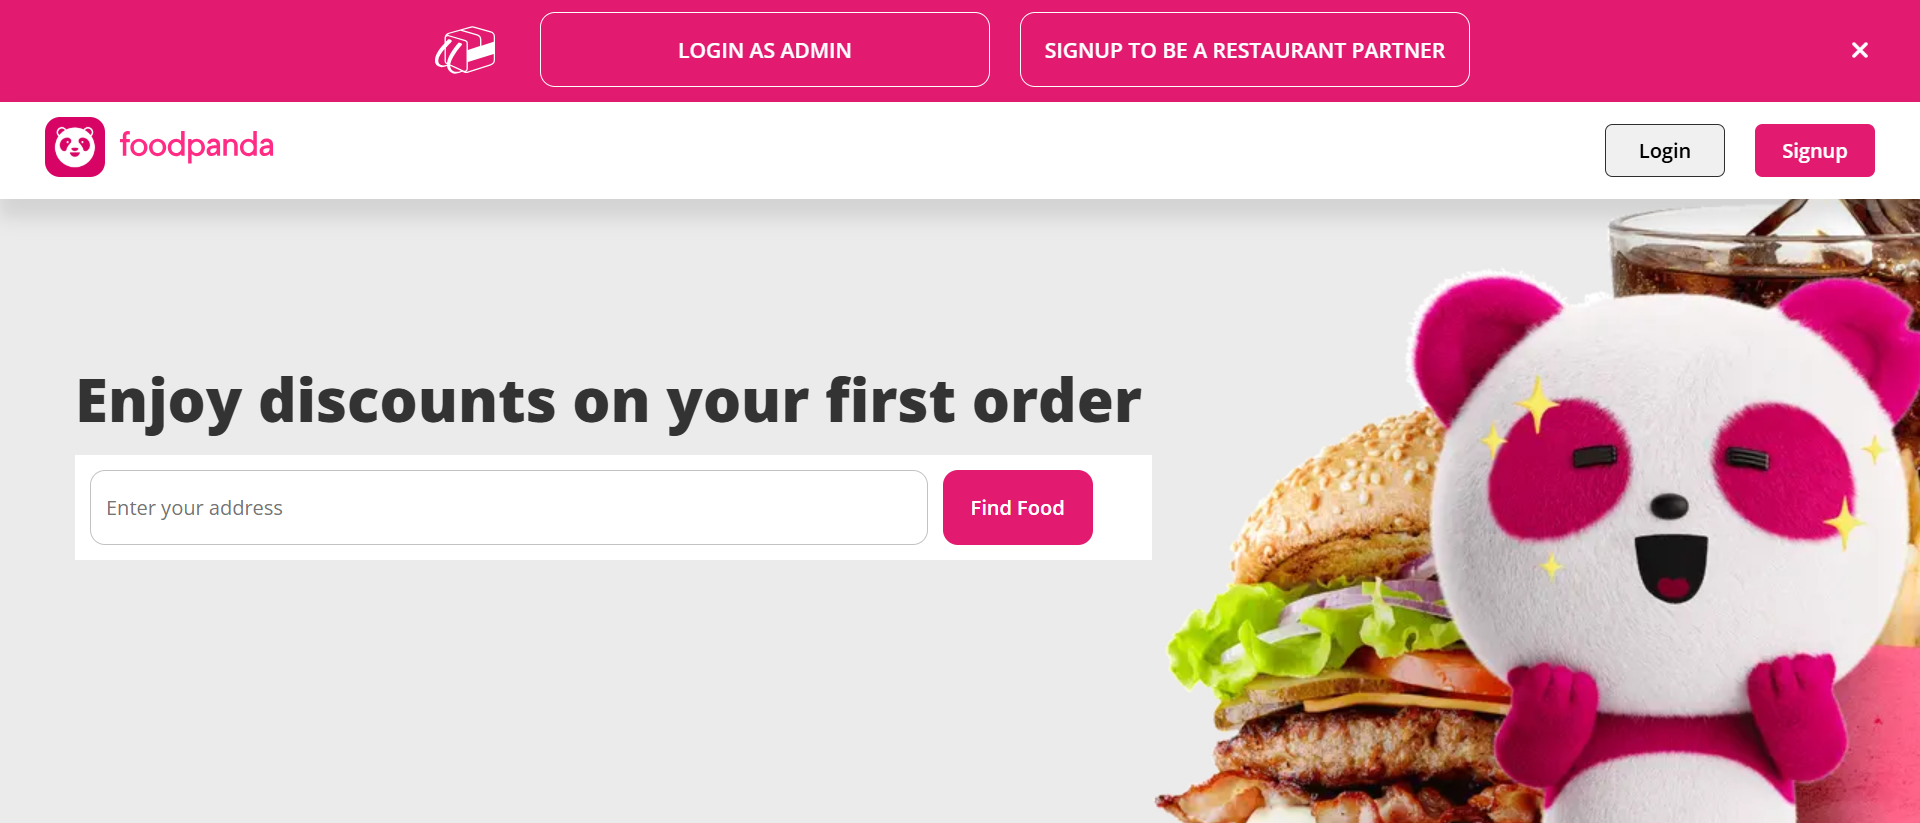 LOGIN AS ADMIN
SIGNUP TO BE A RESTAURANT PARTNER
foodpanda
Login
Signup
Enjoy discounts on your first order
Enter your address
Find Food